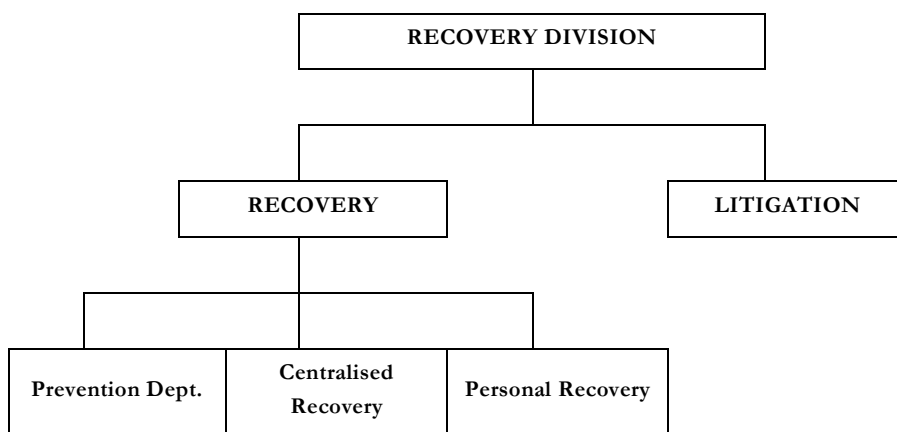 RECOVERY DIVISION
RECOVERY
LITIGATION
Prevention Dept.
Centralised
Recovery
Personal Recovery